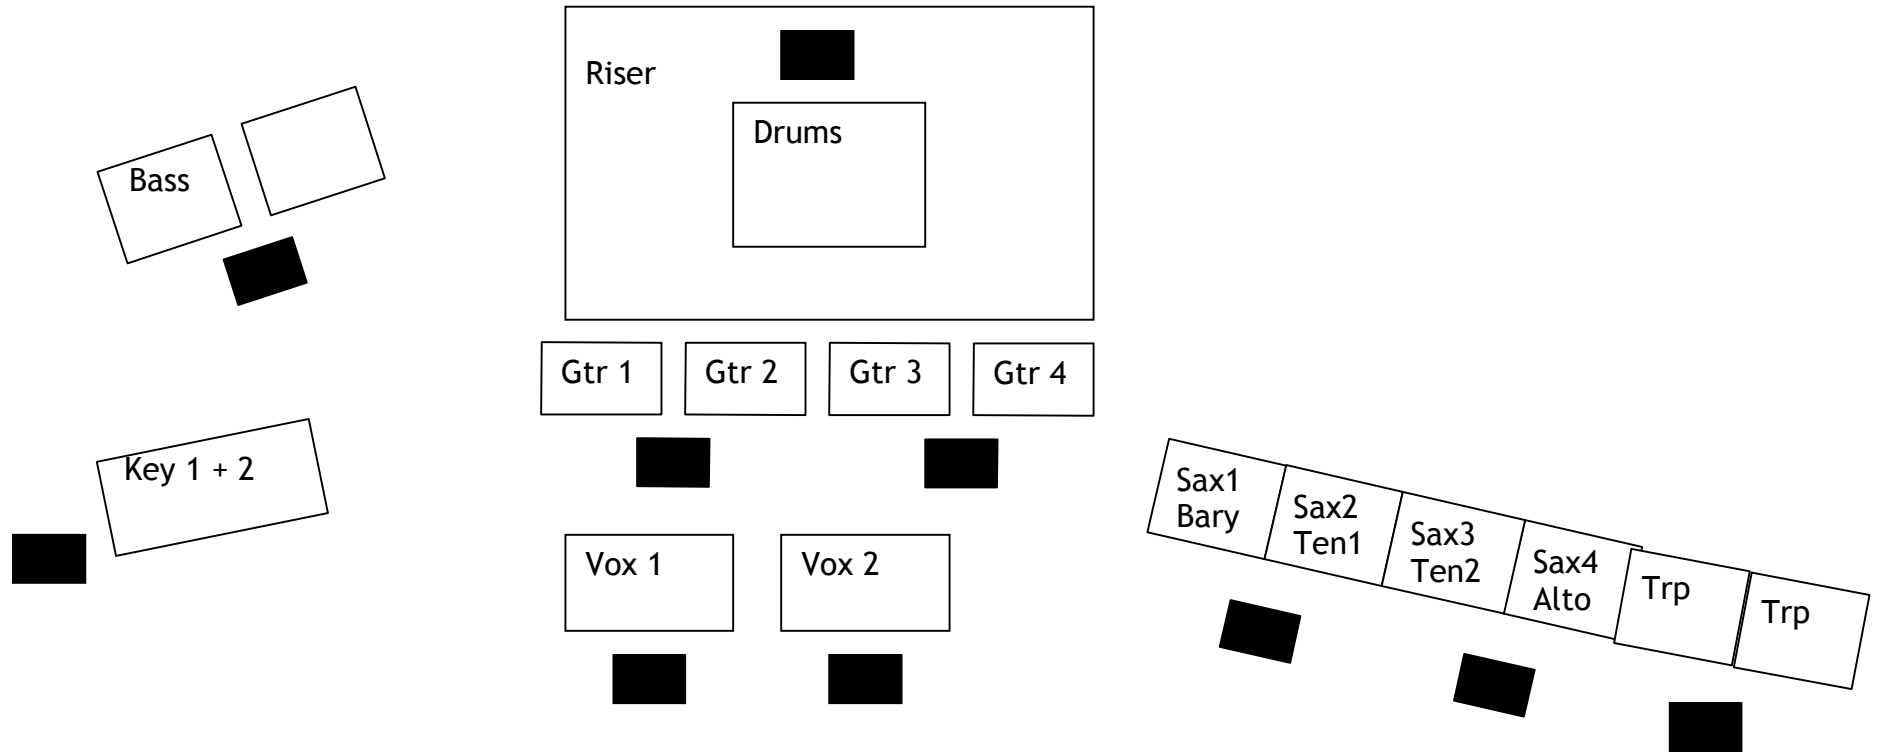 Riser
Drums
Bass
Gtr 1
Gtr 2
Gtr 3
Gtr 4
Key 1 + 2
Sax1
Bary
Sax2
Ten1
Sax3
Ten2
Sax4
Alto
Trp
Trp
Vox 1
Vox 2